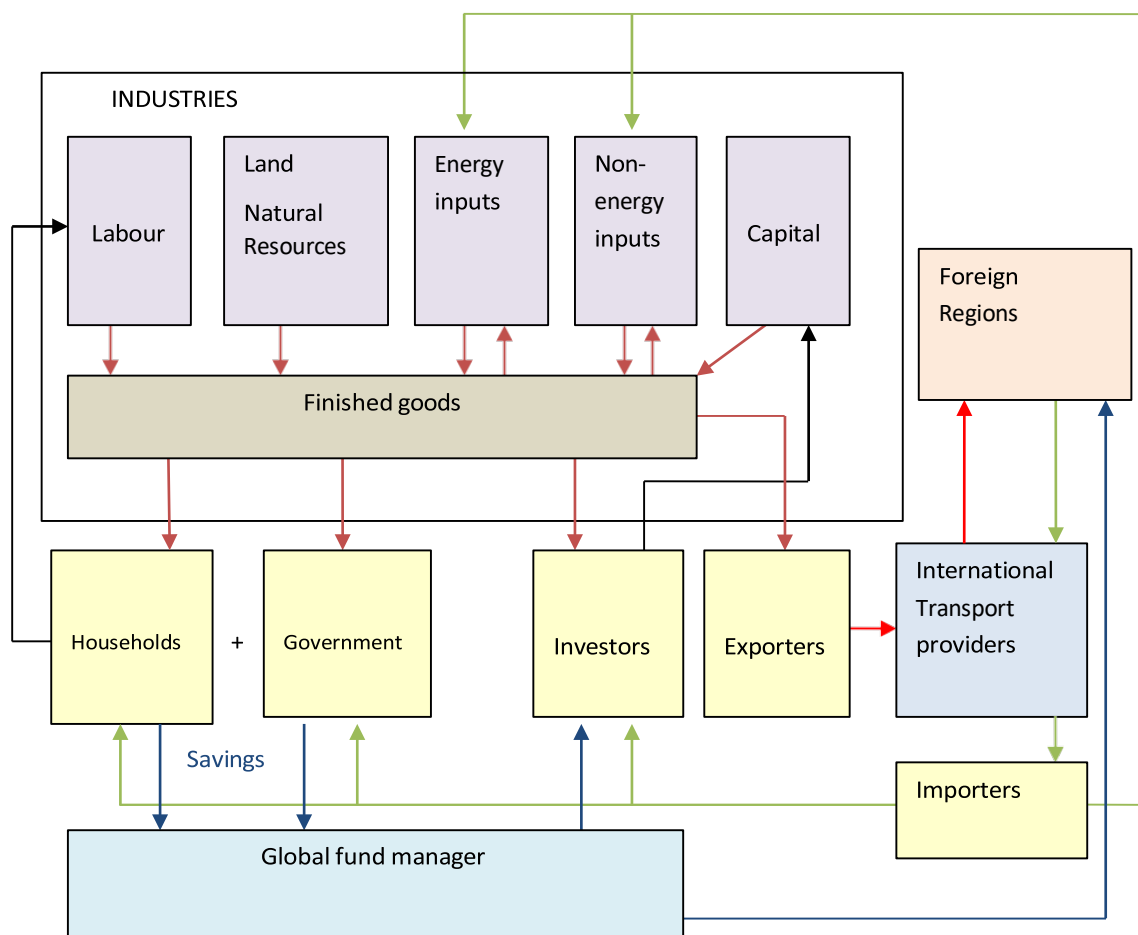 INDUSTRIES
Labour
Land
Natural
Resources
Energy
inputs
Non-
energy
inputs
Capital
Foreign
Regions
Finished goods
Households
+
Government
Investors
Exporters
International
Transport
providers
Savings
Importers
Global fund manager